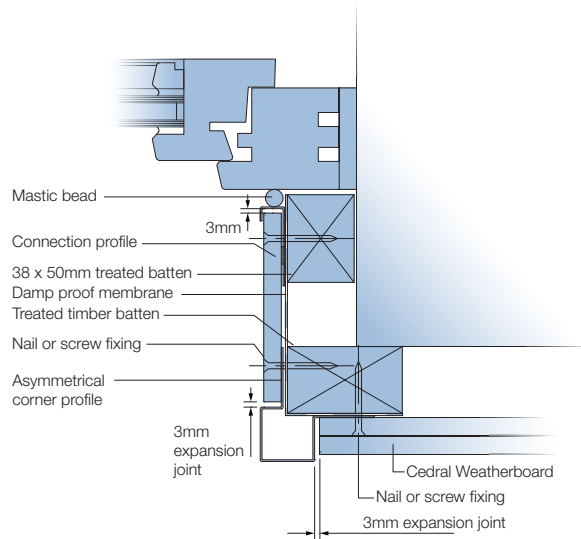 Mastic bead
3mm
Connection profile
38 x 50mm treated batten
Damp proof membrane
Treated timber batten
Nail or screw fixing
Asymmetrical
corner profile
3mm
expansion
joint
Cedral Weatherboard
Nail or screw fixing
3mm expansion joint